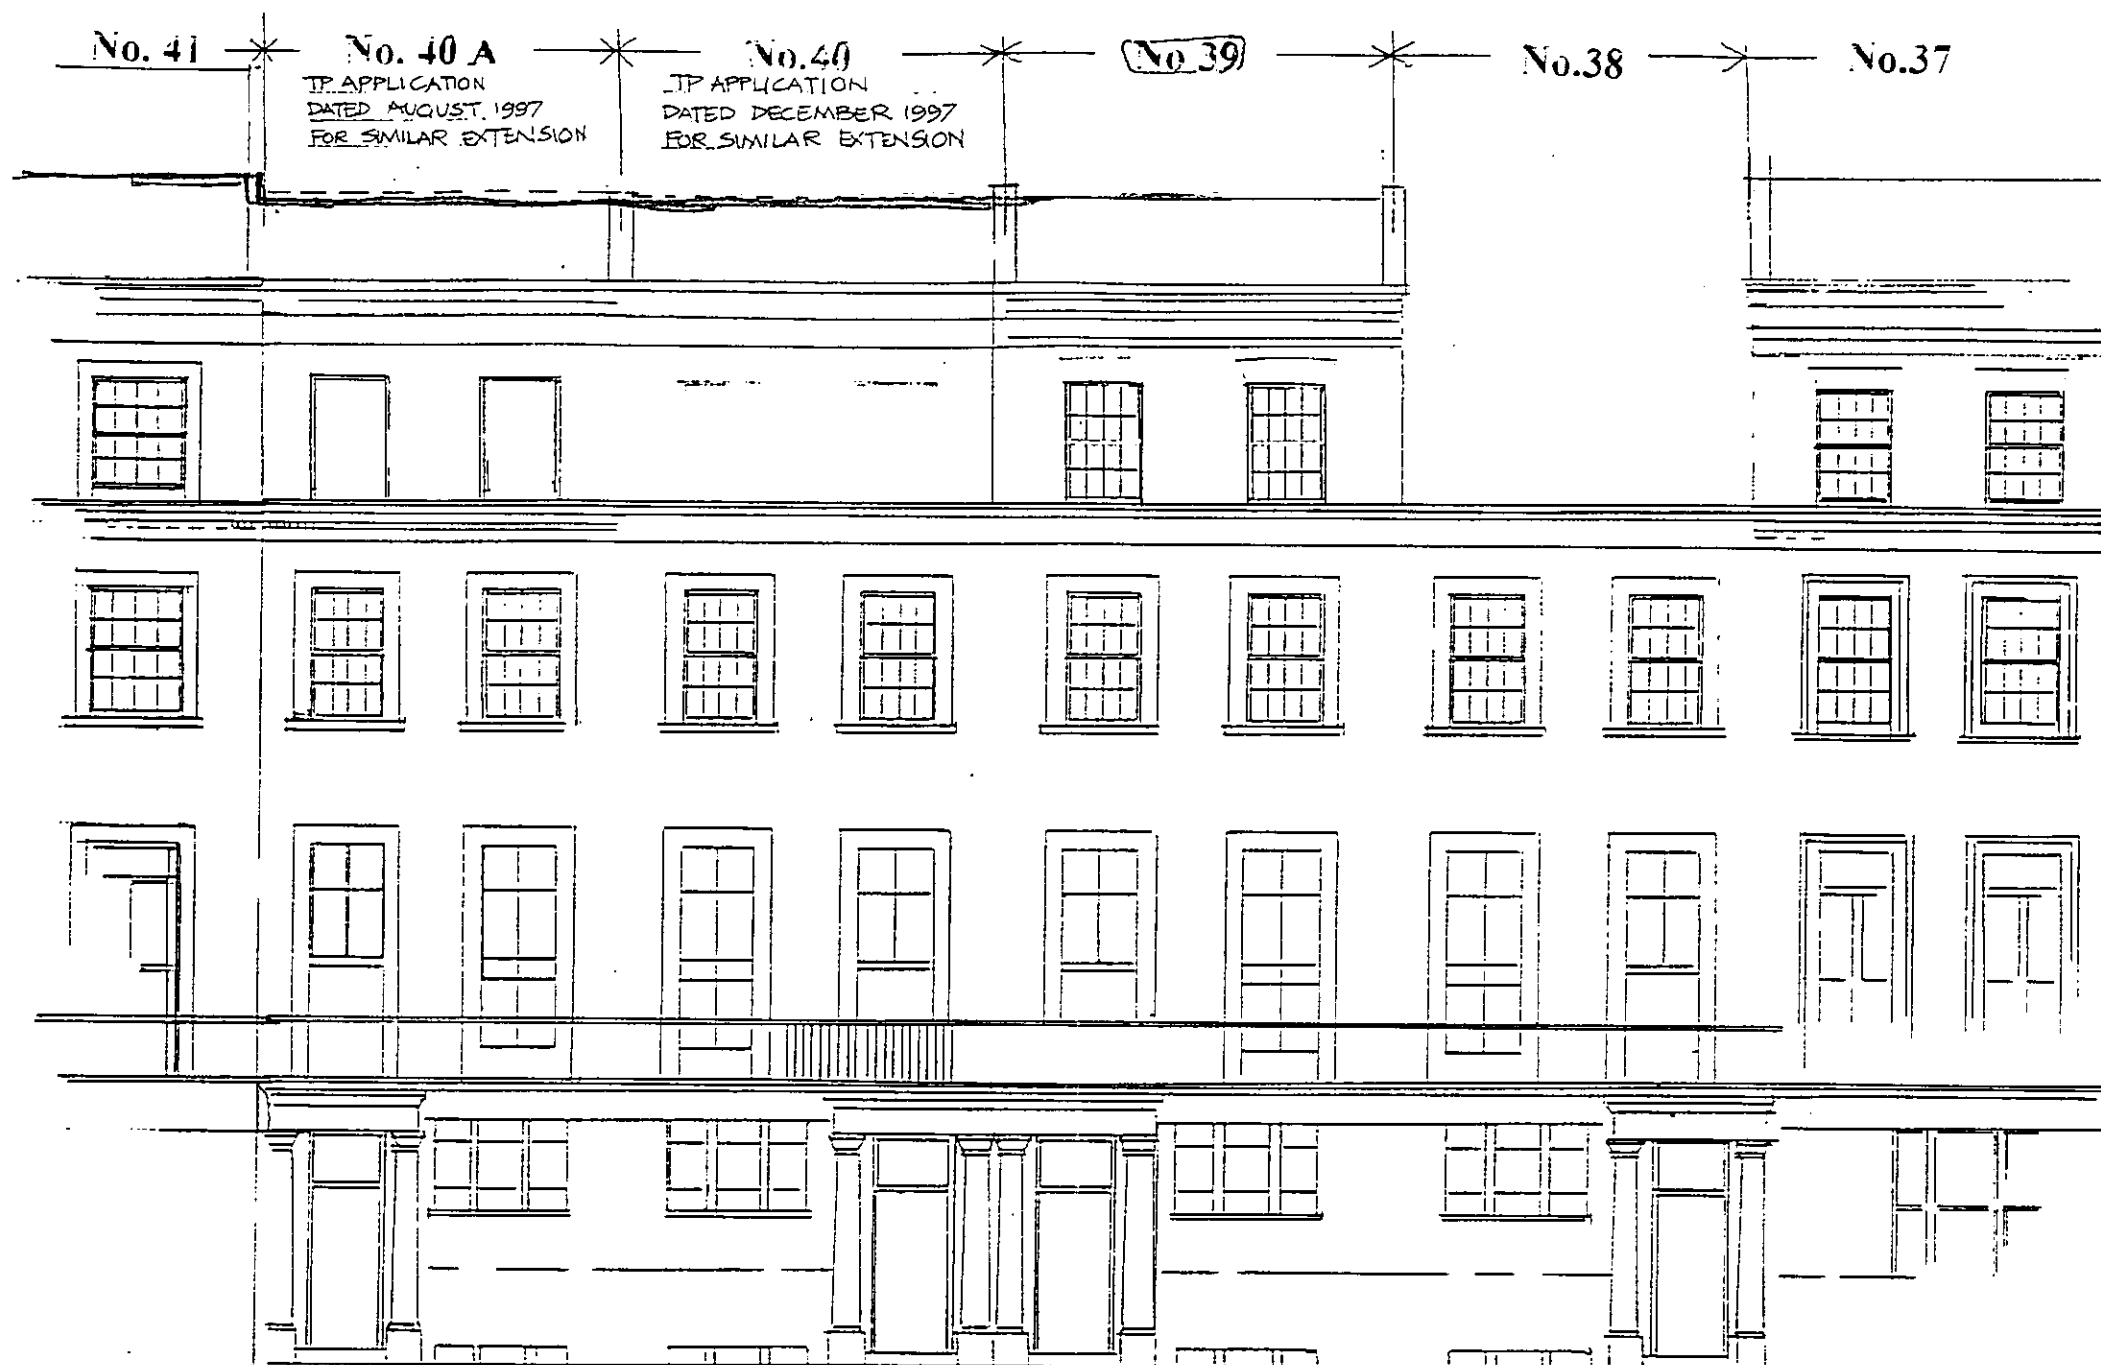 No. 41
No. 40 A
TP APPLICATION
DATED AUGUST 1997
FOR SIMILAR EXTENSION
No.40
TP APPLICATION
DATED DECEMBER 1997
FOR SIMILAR EXTENSION
No.39
No.38
No.37